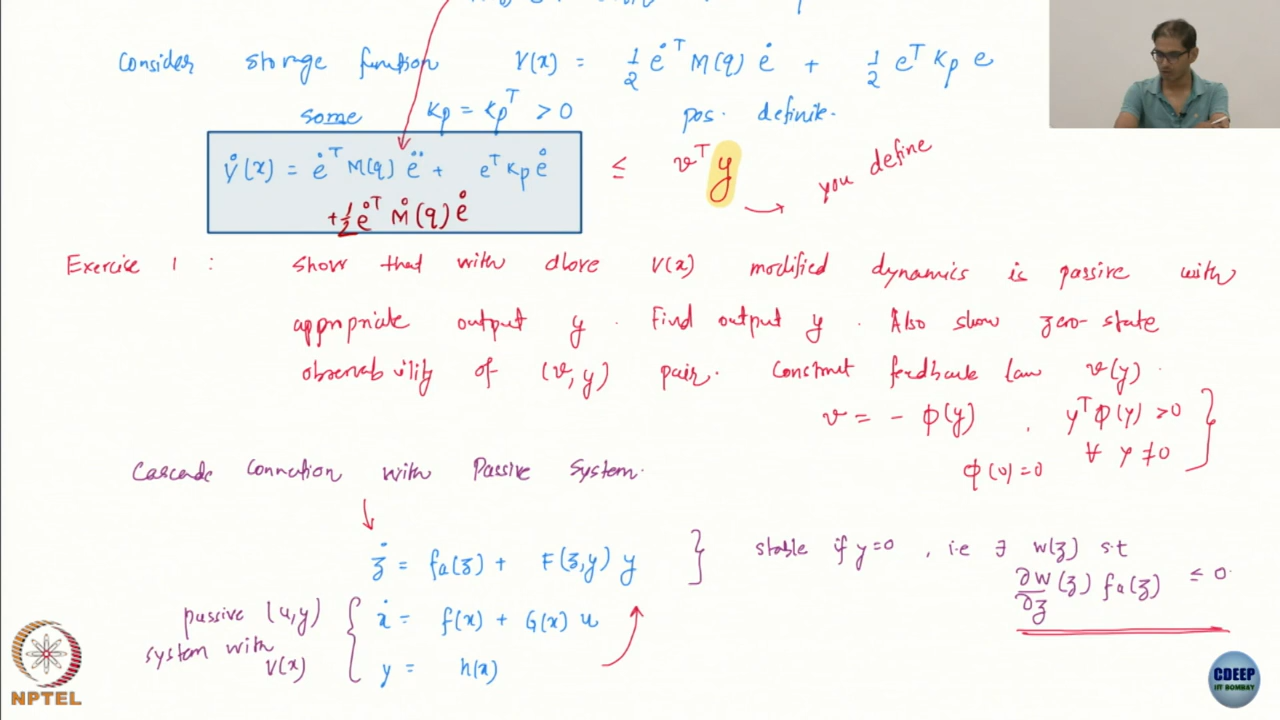 Consider storage function V(x) = 1/2 ė^T M(q) ė + 1/2 e^T Kp e
some Kp = Kp^T > 0 pos. definite.
V̇(x) = ė^T M(q) ë + e^T Kp ė ≤ v^T y → you define
+ 1/2 ė^T Ṁ(q) ė
Exercise 1 : Show that with above V(x) modified dynamics is passive with
appropriate output y. Find output y. Also show zero-state
observability of (v, y) pair. Construct feedback law v(y).
v = - φ(y) , y^T φ(y) > 0 }
φ(0) = 0 ∀ y ≠ 0
Cascade Connection with Passive System.
ż = fa(z) + F(z,y) y } stable if y=0 , i.e ∃ W(z) s.t
∂W/∂z (z) fa(z) ≤ 0.
passive (u,y) { ẋ = f(x) + G(x) u
system with V(x) y = h(x)
NPTEL
CDEEP
IIT BOMBAY